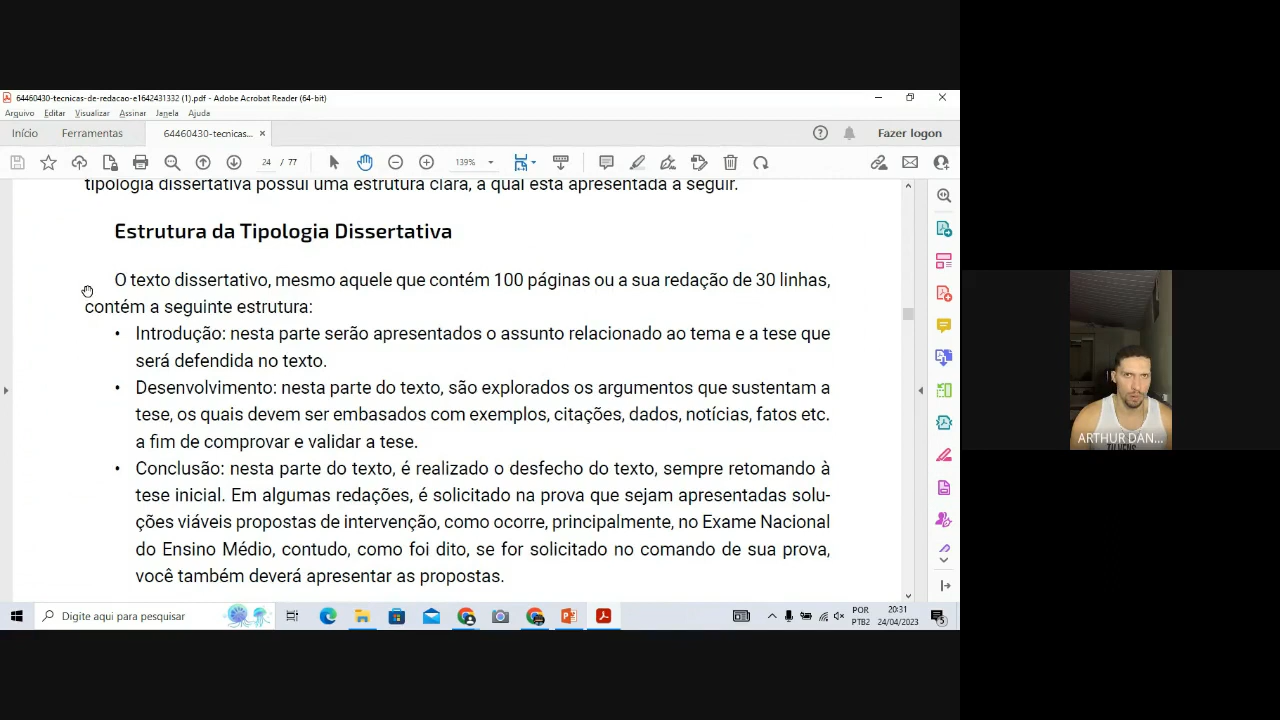 64460430-tecnicas-de-redacao-e1642431332 (1).pdf - Adobe Acrobat Reader (64-bit)
Arquivo Editar Visualizar Assinar Janela Ajuda
Início Ferramentas 64460430-tecnicas... × Fazer logon
24 / 77 139%
tipologia dissertativa possui uma estrutura clara, a qual está apresentada a seguir.
Estrutura da Tipologia Dissertativa
O texto dissertativo, mesmo aquele que contém 100 páginas ou a sua redação de 30 linhas,
contém a seguinte estrutura:
• Introdução: nesta parte serão apresentados o assunto relacionado ao tema e a tese que
será defendida no texto.
• Desenvolvimento: nesta parte do texto, são explorados os argumentos que sustentam a
tese, os quais devem ser embasados com exemplos, citações, dados, notícias, fatos etc.
a fim de comprovar e validar a tese.
• Conclusão: nesta parte do texto, é realizado o desfecho do texto, sempre retomando à
tese inicial. Em algumas redações, é solicitado na prova que sejam apresentadas solu-
ções viáveis propostas de intervenção, como ocorre, principalmente, no Exame Nacional
do Ensino Médio, contudo, como foi dito, se for solicitado no comando de sua prova,
você também deverá apresentar as propostas.
ARTHUR DAN...
Digite aqui para pesquisar
POR
PTB2
20:31
24/04/2023
5